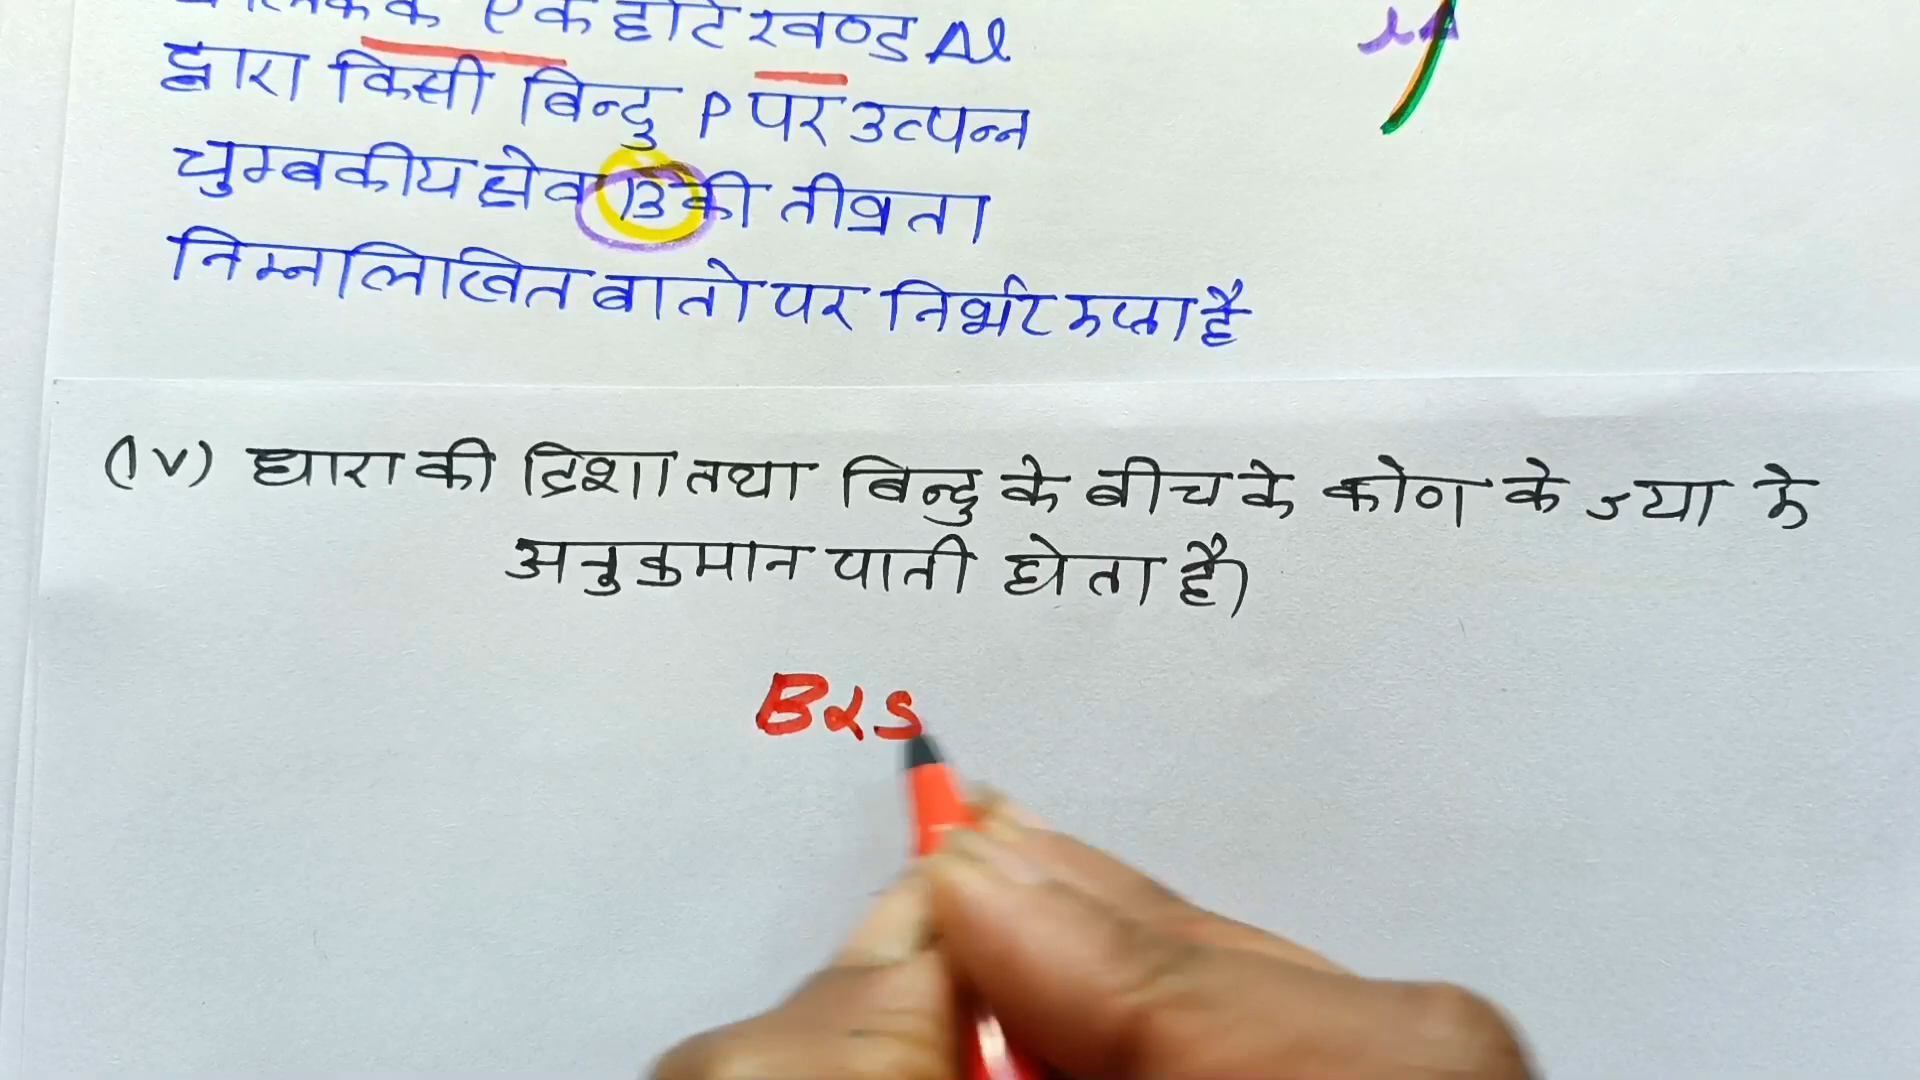 के एक छोटे खण्ड Δl
द्वारा किसी बिन्दु P पर उत्पन्न
चुम्बकीय क्षेत्र B की तीव्रता
निम्नलिखित बातो पर निर्भर करता है
(iv) धारा की दिशा तथा बिन्दु के बीच के कोण के ज्या के
अनुक्रमानुपाती होता है।
B∝S